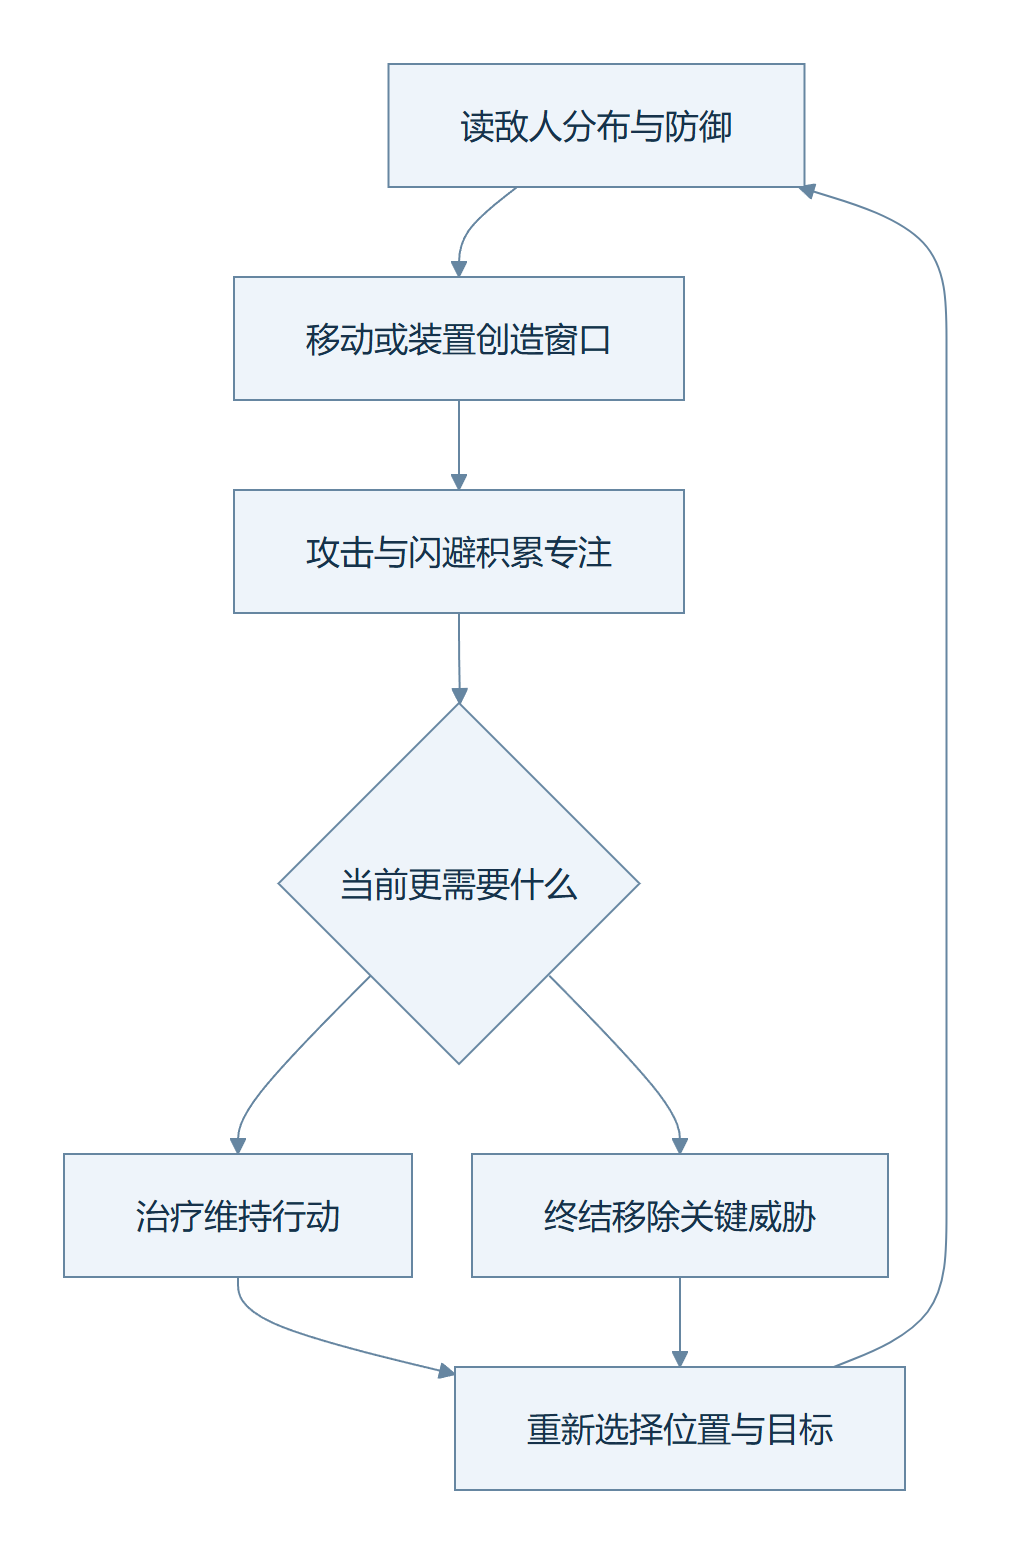 读敌人分布与防御
移动或装置创造窗口
攻击与闪避积累专注
当前更需要什么
治疗维持行动
终结移除关键威胁
重新选择位置与目标